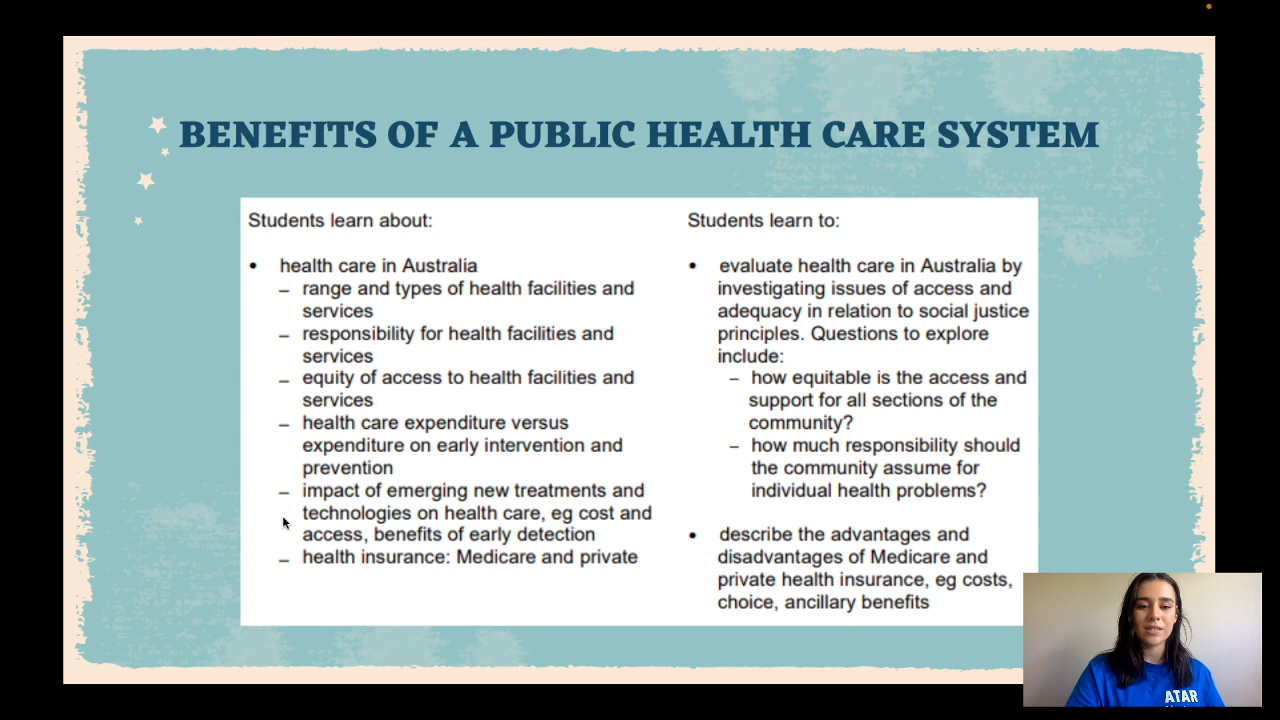 BENEFITS OF A PUBLIC HEALTH CARE SYSTEM
Students learn about:
• health care in Australia
– range and types of health facilities and
services
– responsibility for health facilities and
services
– equity of access to health facilities and
services
– health care expenditure versus
expenditure on early intervention and
prevention
– impact of emerging new treatments and
technologies on health care, eg cost and
access, benefits of early detection
– health insurance: Medicare and private
Students learn to:
• evaluate health care in Australia by
investigating issues of access and
adequacy in relation to social justice
principles. Questions to explore
include:
– how equitable is the access and
support for all sections of the
community?
– how much responsibility should
the community assume for
individual health problems?
• describe the advantages and
disadvantages of Medicare and
private health insurance, eg costs,
choice, ancillary benefits
ATAR